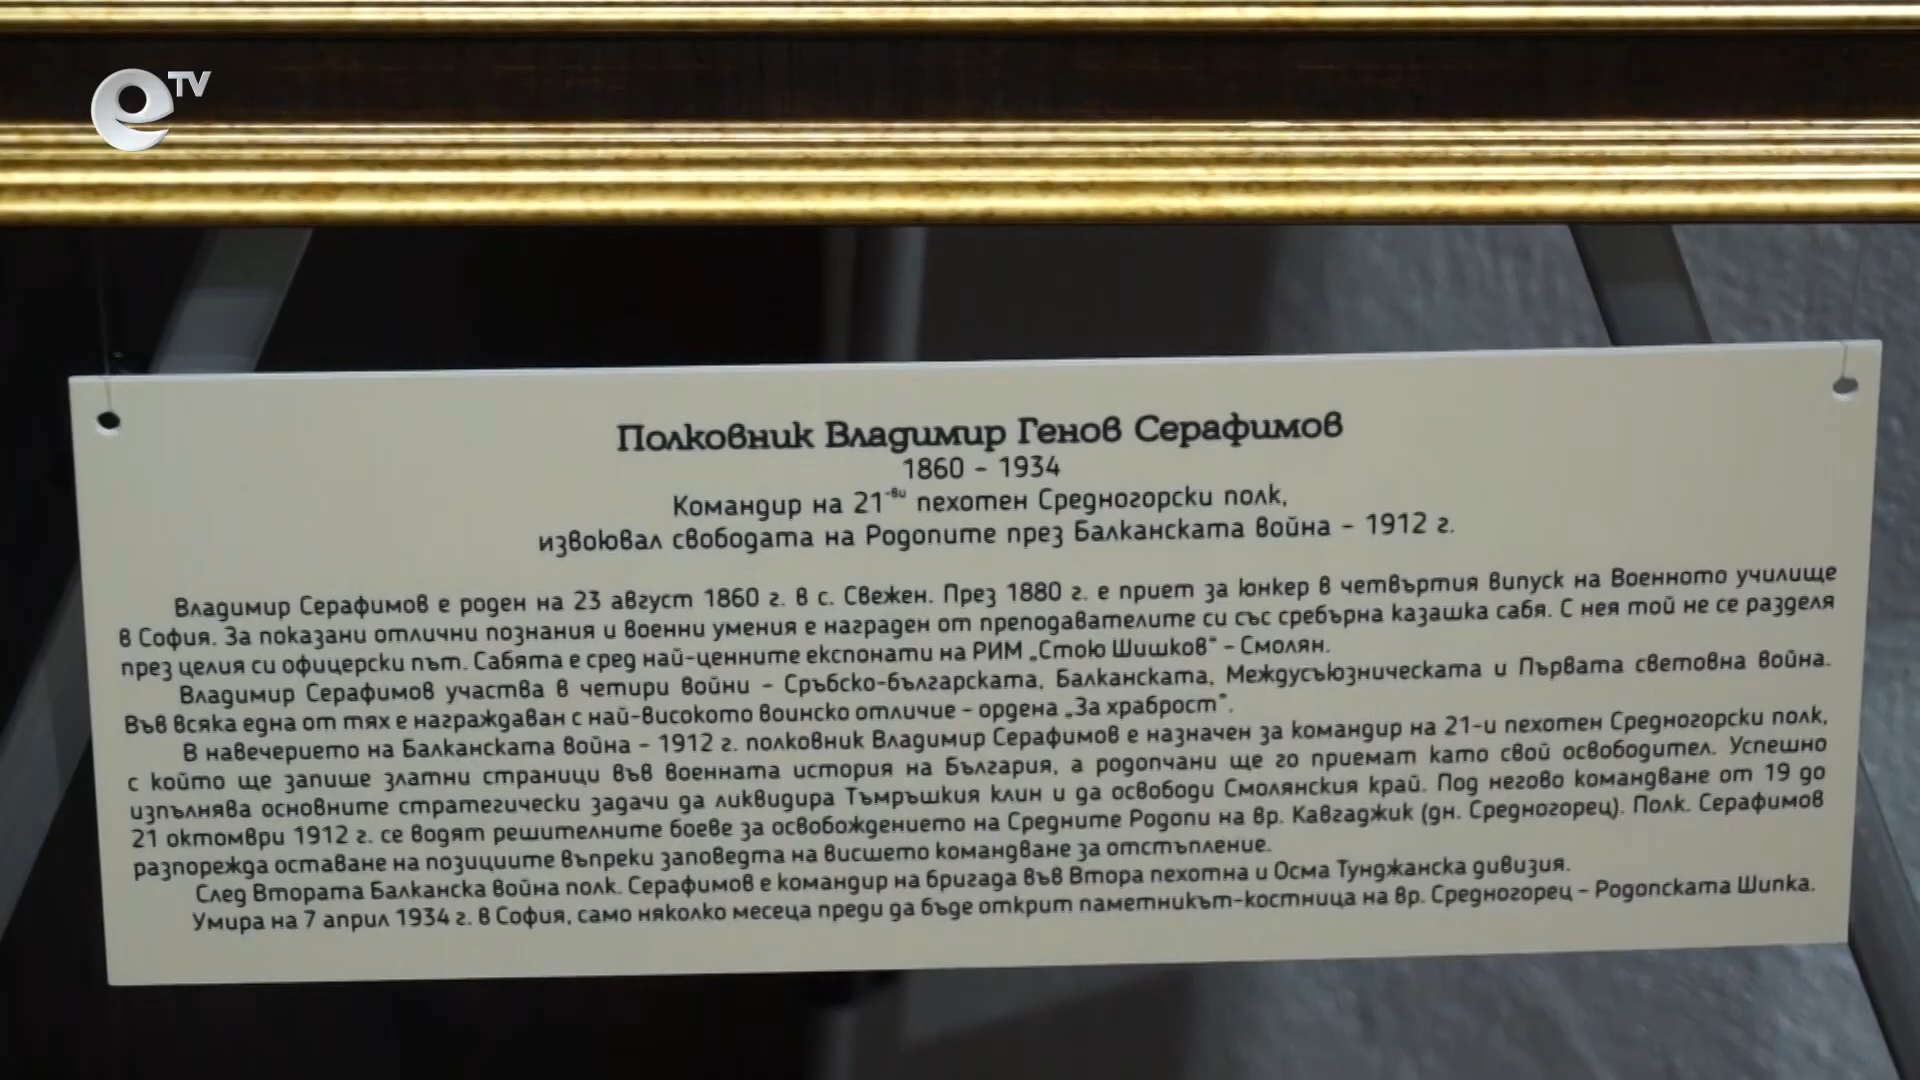 eTV
Полковник Владимир Генов Серафимов
1860 - 1934
Командир на 21-ви пехотен Средногорски полк,
извоювал свободата на Родопите през Балканската война - 1912 г.
Владимир Серафимов е роден на 23 август 1860 г. в с. Свежен. През 1880 г. е приет за юнкер в четвъртия випуск на Военното училище
в София. За показани отлични познания и военни умения е награден от преподавателите си със сребърна казашка сабя. С нея той не се разделя
през целия си офицерски път. Сабята е сред най-ценните експонати на РИМ „Стою Шишков“ - Смолян.
Владимир Серафимов участва в четири войни - Сръбско-българската, Балканската, Междусъюзническата и Първата световна война.
Във всяка една от тях е награждаван с най-високото воинско отличие - ордена „За храброст“.
В навечерието на Балканската война - 1912 г. полковник Владимир Серафимов е назначен за командир на 21-и пехотен Средногорски полк,
с който ще запише златни страници във военната история на България, а родопчани ще го приемат като свой освободител. Успешно
изпълнява основните стратегически задачи да ликвидира Тъмръшкия клин и да освободи Смолянския край. Под негово командване от 19 до
21 октомври 1912 г. се водят решителните боеве за освобождението на Средните Родопи на вр. Кавгаджик (дн. Средногорец). Полк. Серафимов
разпорежда оставане на позициите въпреки заповедта на висшето командване за отстъпление.
След Втората Балканска война полк. Серафимов е командир на бригада във Втора пехотна и Осма Тунджанска дивизия.
Умира на 7 април 1934 г. в София, само няколко месеца преди да бъде открит паметникът-костница на вр. Средногорец - Родопската Шипка.